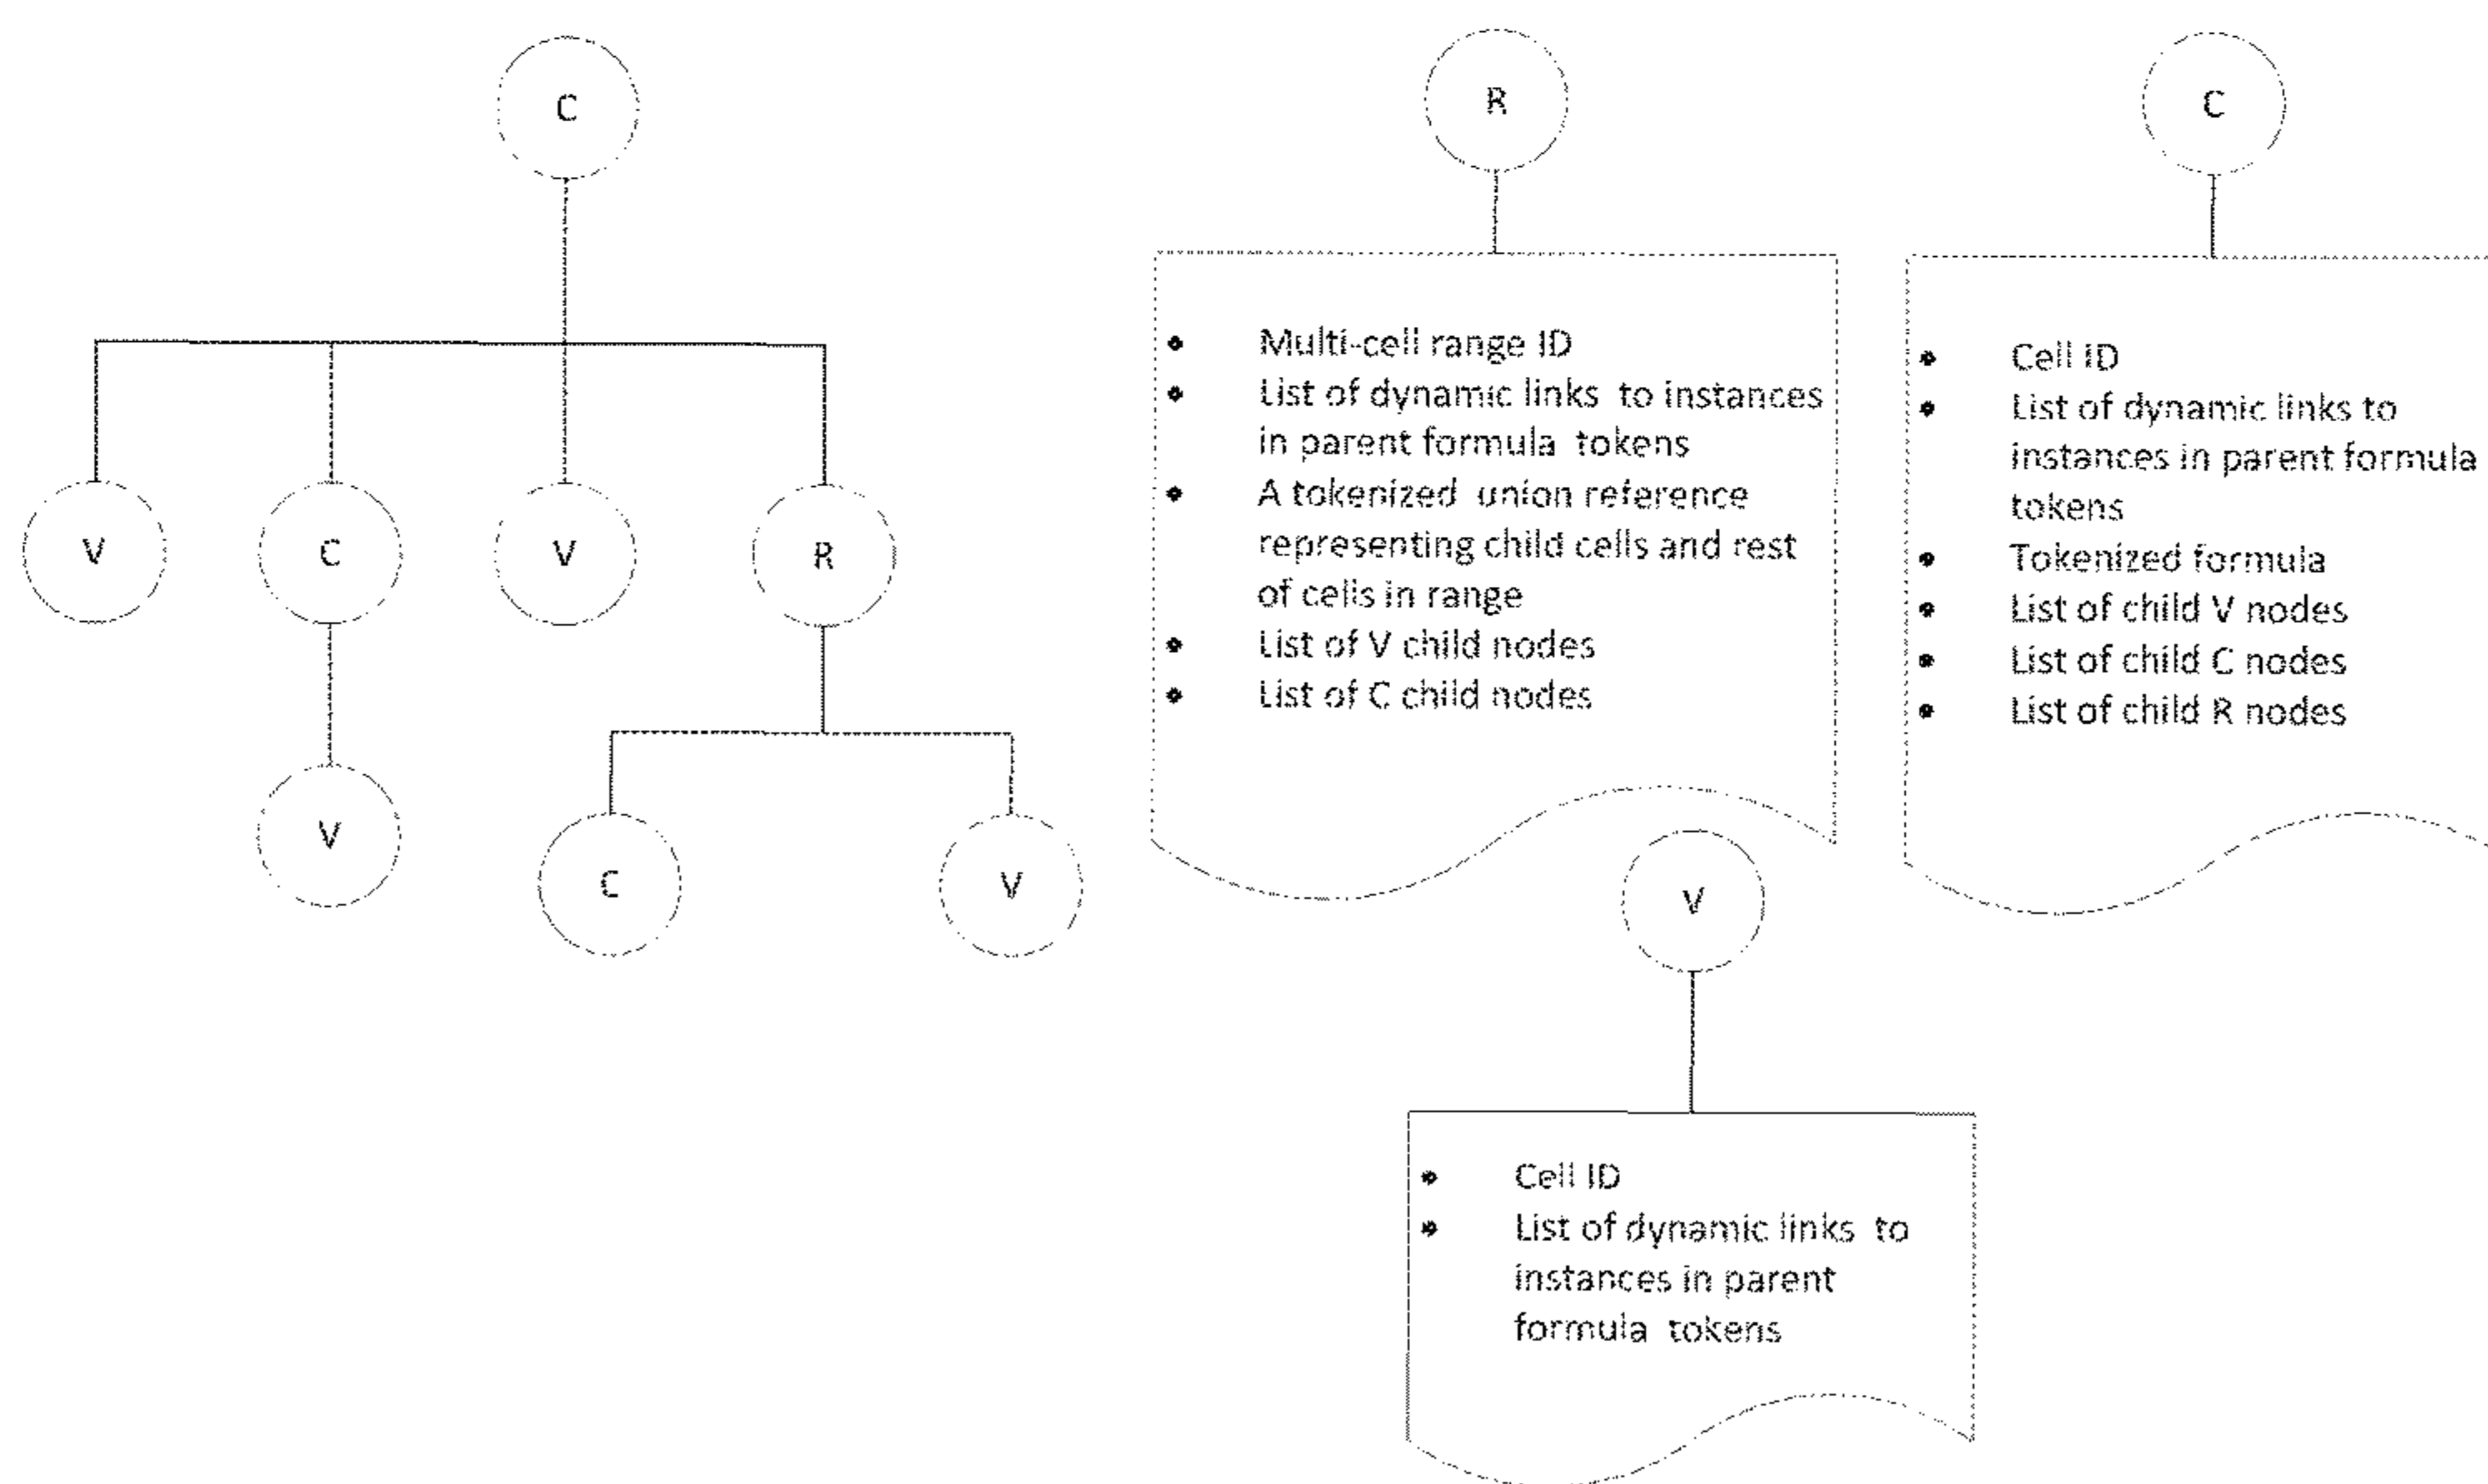 C
V
C
V
R
V
C
V
R
• Multi-cell range ID
• List of dynamic links to instances
in parent formula tokens
• A tokenized union reference
representing child cells and rest
of cells in range
• List of V child nodes
• List of C child nodes
C
• Cell ID
• List of dynamic links to
instances in parent formula
tokens
• Tokenized formula
• List of child V nodes
• List of child C nodes
• List of child R nodes
V
• Cell ID
• List of dynamic links to
instances in parent
formula tokens